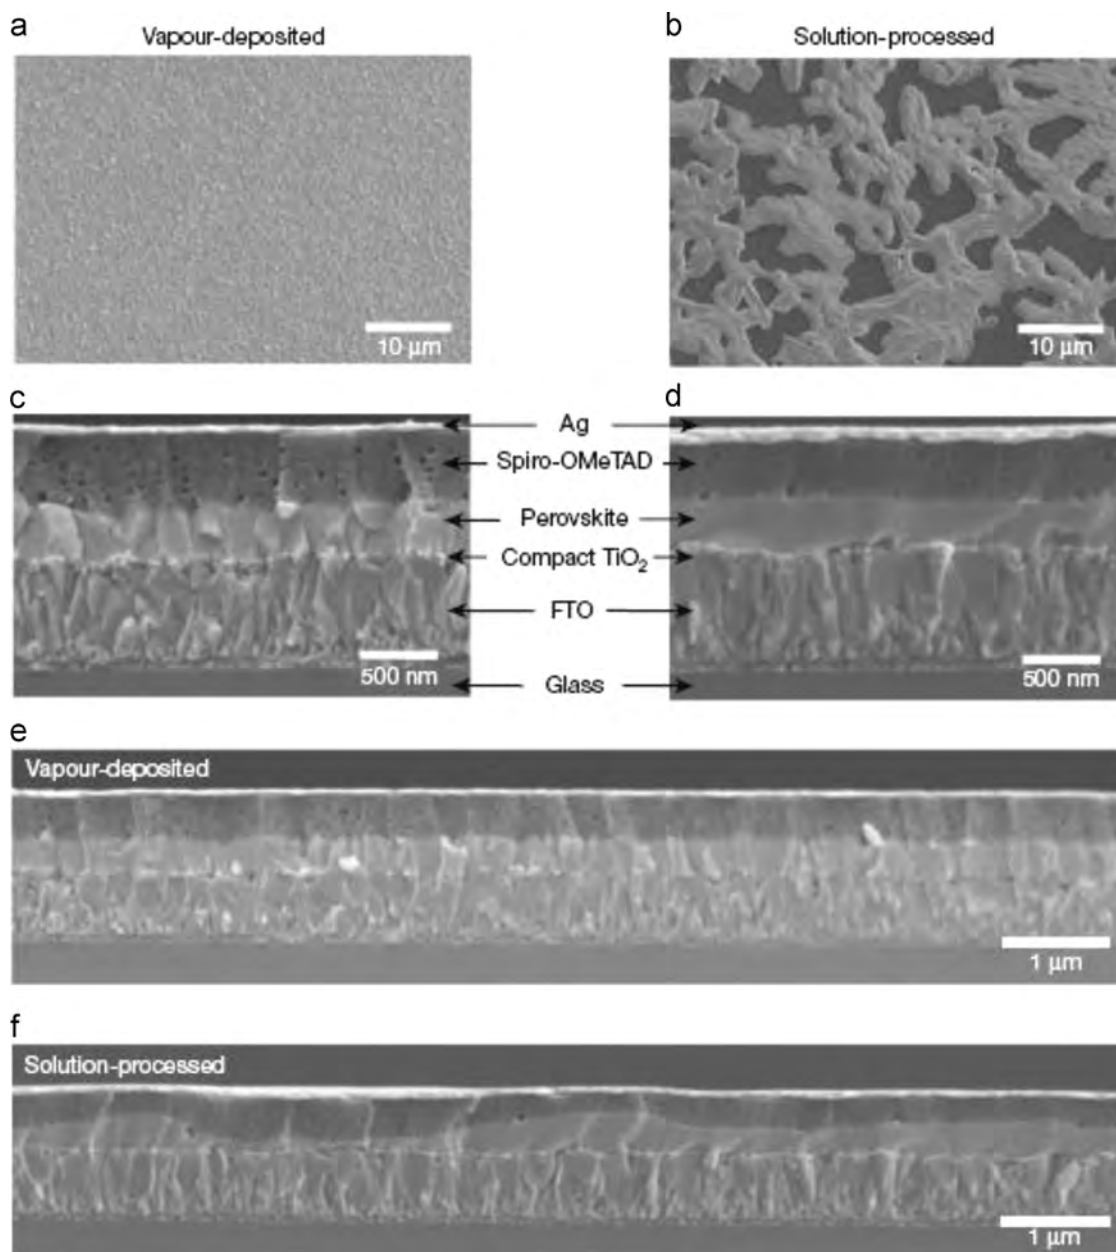 a
Vapour-deposited
10 µm
b
Solution-processed
10 µm
c
500 nm
Ag
Spiro-OMeTAD
Perovskite
Compact TiO₂
FTO
Glass
d
500 nm
e
Vapour-deposited
1 µm
f
Solution-processed
1 µm